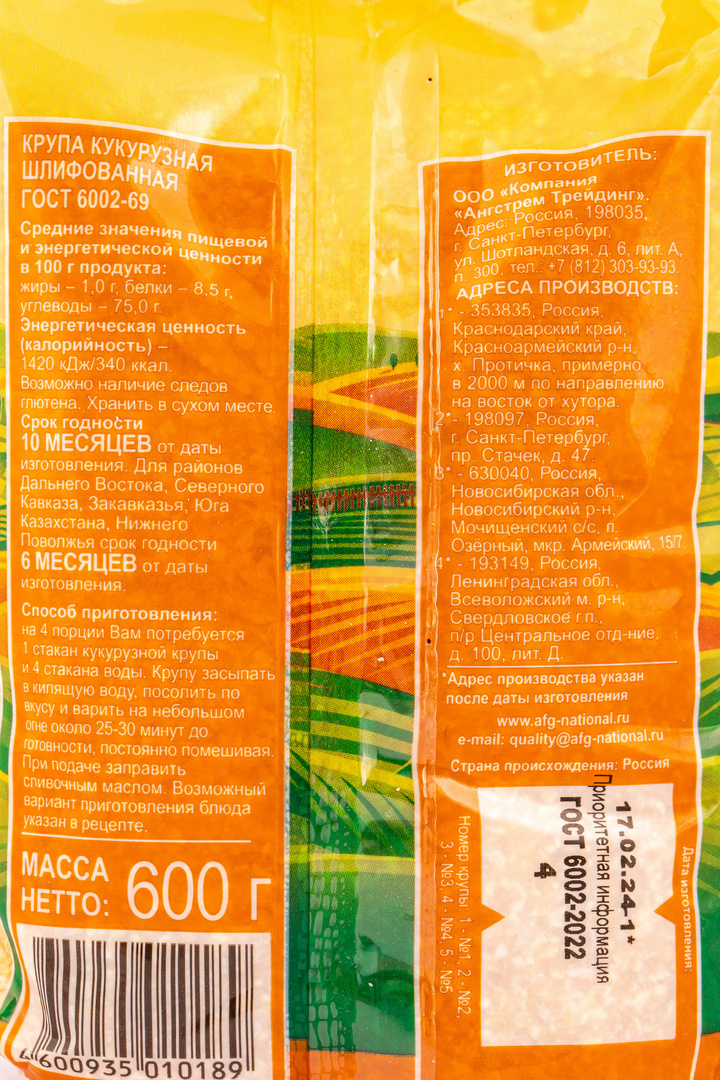 КРУПА КУКУРУЗНАЯ
ШЛИФОВАННАЯ
ГОСТ 6002-69
Средние значения пищевой
и энергетической ценности
в 100 г продукта:
жиры – 1,0 г, белки – 8,5 г,
углеводы – 75,0 г.
Энергетическая ценность
(калорийность) –
1420 кДж/340 ккал.
Возможно наличие следов
глютена. Хранить в сухом месте.
Срок годности
10 МЕСЯЦЕВ от даты
изготовления. Для районов
Дальнего Востока, Северного
Кавказа, Закавказья, Юга
Казахстана, Нижнего
Поволжья срок годности
6 МЕСЯЦЕВ от даты
изготовления.
Способ приготовления:
на 4 порции Вам потребуется
1 стакан кукурузной крупы
и 4 стакана воды. Крупу засыпать
в кипящую воду, посолить по
вкусу и варить на небольшом
огне около 25-30 минут до
готовности, постоянно помешивая.
При подаче заправить
сливочным маслом. Возможный
вариант приготовления блюда
указан в рецепте.
МАССА
НЕТТО: 600 г
4600935 010189
ИЗГОТОВИТЕЛЬ:
ООО «Компания
«Ангстрем Трейдинг».
Адрес: Россия, 198035,
г. Санкт-Петербург,
ул. Шотландская, д. 6, лит. А,
п. 300, тел.: +7 (812) 303-93-93.
АДРЕСА ПРОИЗВОДСТВ:
1* - 353835, Россия,
Краснодарский край,
Красноармейский р-н,
х. Протичка, примерно
в 2000 м по направлению
на восток от хутора.
2*- 198097, Россия,
г. Санкт-Петербург,
пр. Стачек, д. 47.
3* - 630040, Россия,
Новосибирская обл.,
Новосибирский р-н,
Мочищенский с/с, п.
Озёрный, мкр. Армейский, 15/7.
4* - 193149, Россия,
Ленинградская обл.,
Всеволожский м. р-н,
Свердловское г.п.,
п/р Центральное отд-ние,
д. 100, лит. Д.
*Адрес производства указан
после даты изготовления
www.afg-national.ru
e-mail: quality@afg-national.ru
Страна происхождения: Россия
Дата изготовления:
17.02.24-1*
Приоритетная информация
ГОСТ 6002-2022
4
Номер крупы: 1 - №1, 2 - №2,
3 - №3, 4 - №4, 5 - №5